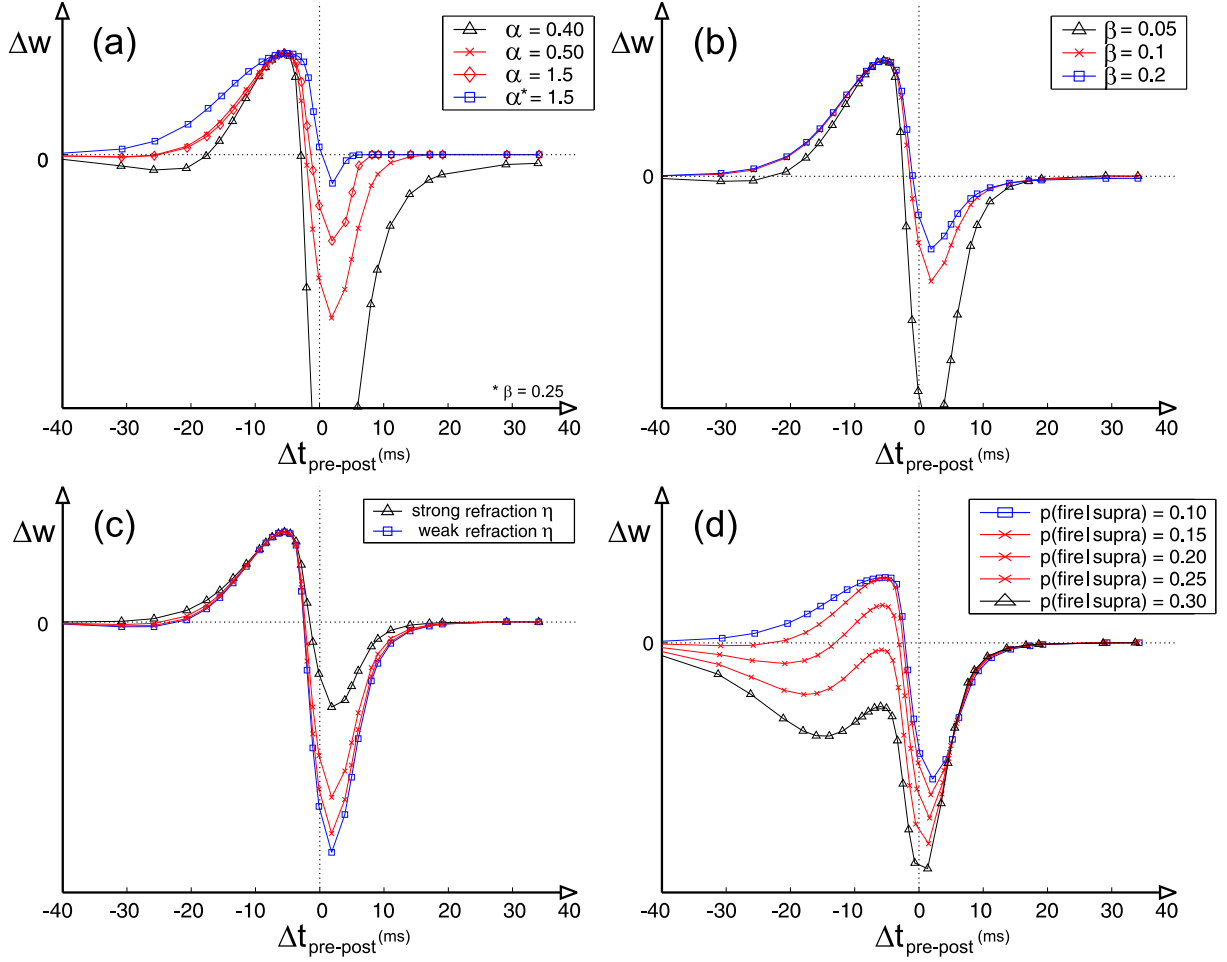 (a)
Δw
α = 0.40
α = 0.50
α = 1.5
α* = 1.5
0
* β = 0.25
-40 -30 -20 -10 0 10 20 30 40
Δt pre-post (ms)
(b)
Δw
β = 0.05
β = 0.1
β = 0.2
0
-40 -30 -20 -10 0 10 20 30 40
Δt pre-post (ms)
(c)
Δw
strong refraction η
weak refraction η
0
-40 -30 -20 -10 0 10 20 30 40
Δt pre-post (ms)
(d)
Δw
p(fire|supra) = 0.10
p(fire|supra) = 0.15
p(fire|supra) = 0.20
p(fire|supra) = 0.25
p(fire|supra) = 0.30
0
-40 -30 -20 -10 0 10 20 30 40
Δt pre-post (ms)